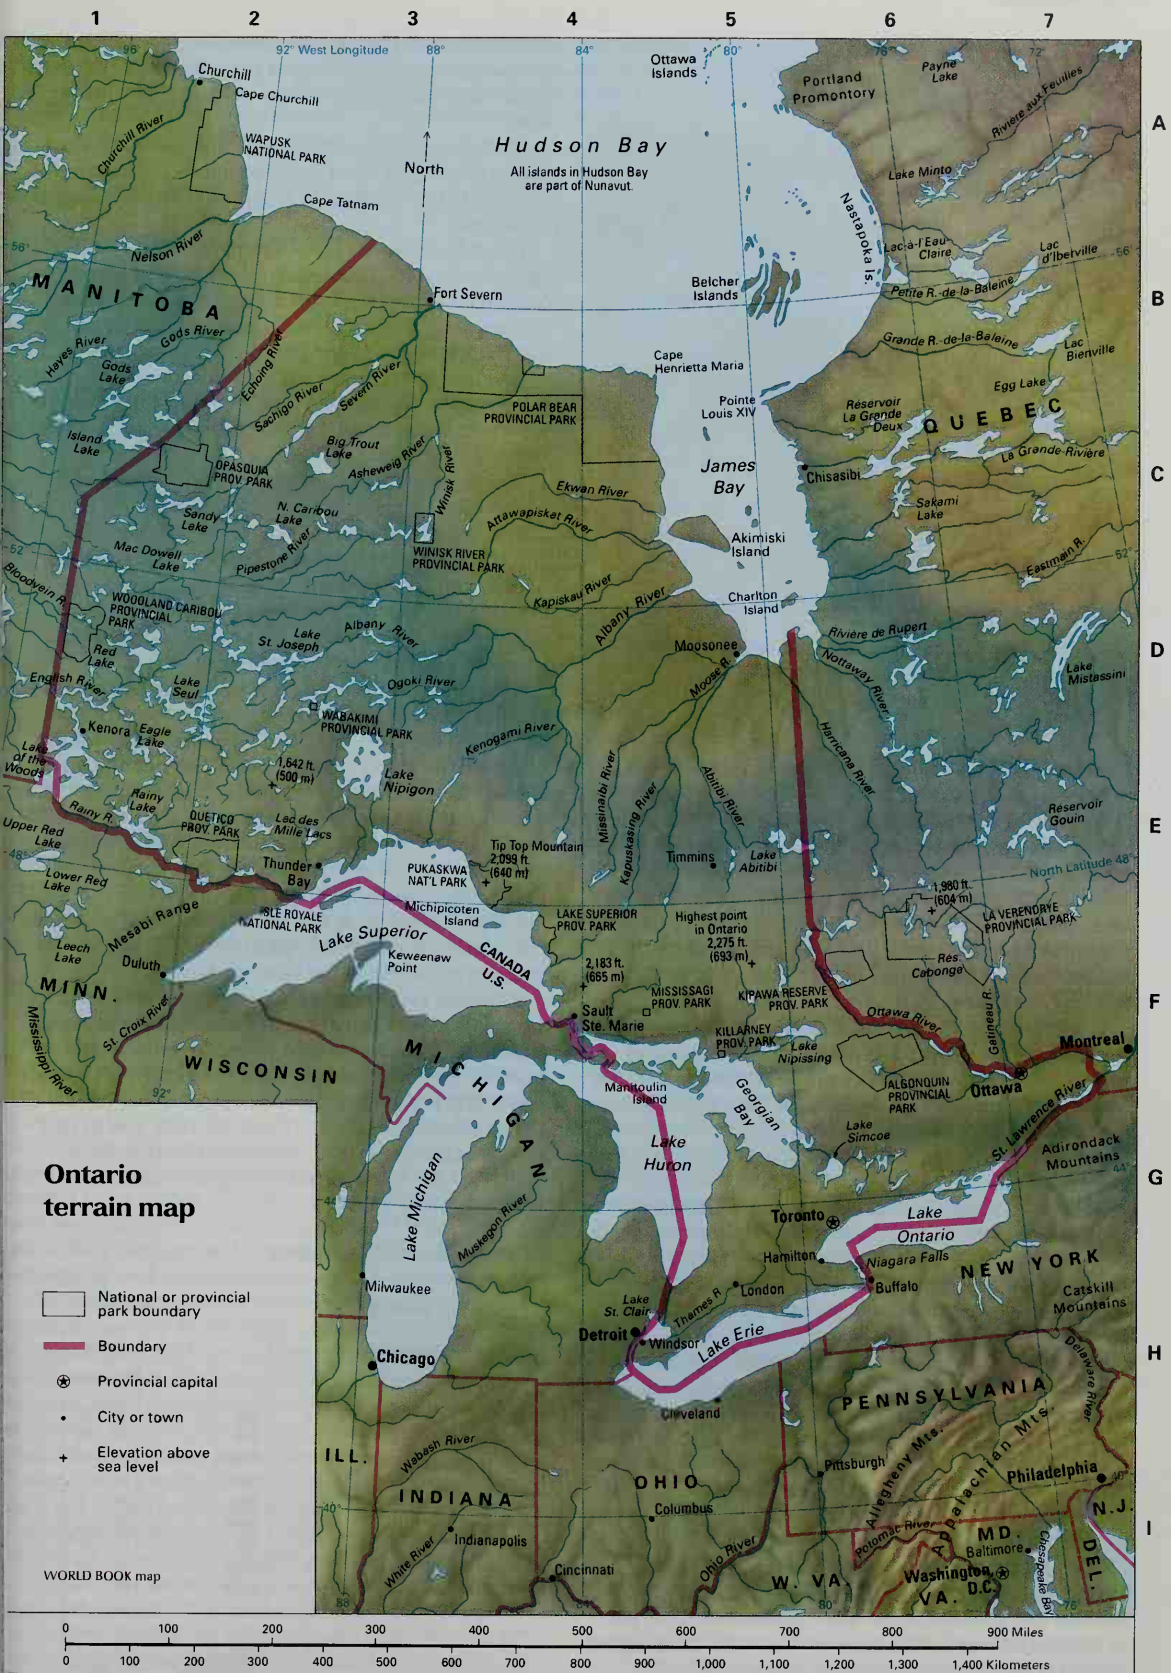 1 2 3 4 5 6 7
96°
92° West Longitude
88°
84°
80°
76°
72°
A
B
C
D
E
F
G
H
I
Churchill
Cape Churchill
Churchill River
WAPUSK
NATIONAL PARK
Cape Tatnam
North
Hudson Bay
All islands in Hudson Bay
are part of Nunavut.
Ottawa
Islands
Portland
Promontory
Payne
Lake
Rivière aux Feuilles
Lake Minto
Nastapoka Is.
Lac-à-l'Eau-
Claire
Lac
d'Iberville
56°
56°
Nelson River
MANITOBA
Fort Severn
Belcher
Islands
Petite R.-de-la-Baleine
Hayes River
Gods River
Gods
Lake
Echoing River
Sachigo River
Severn River
Cape
Henrietta Maria
Grande R.-de-la-Baleine
Lac
Bienville
Egg Lake
Pointe
Louis XIV
POLAR BEAR
PROVINCIAL PARK
Réservoir
La Grande
Deux
QUEBEC
Island
Lake
Big Trout
Lake
Asheweig River
Winisk River
OPASQUIA
PROV. PARK
James
Bay
Chisasibi
La Grande-Rivière
Ekwan River
Sakami
Lake
Sandy
Lake
N. Caribou
Lake
Attawapiskat River
Akimiski
Island
52°
52°
Mac Dowell
Lake
Pipestone River
WINISK RIVER
PROVINCIAL PARK
Eastmain R.
Bloodvein R.
WOODLAND CARIBOU
PROVINCIAL
PARK
Kapiskau River
Albany River
Charlton
Island
Lake
St. Joseph
Albany River
Moosonee
Rivière de Rupert
Red
Lake
English River
Lake
Seul
Ogoki River
Moose R.
Nottaway River
Lake
Mistassini
WABAKIMI
PROVINCIAL PARK
Kenora
Eagle
Lake
Kenogami River
Harricana River
Lake
of the
Woods
1,642 ft.
(500 m)
Lake
Nipigon
Missinaibi River
Kapuskasing River
Abitibi River
Rainy
Lake
Rainy R.
QUETICO
PROV. PARK
Lac des
Mille Lacs
Réservoir
Gouin
Upper Red
Lake
48°
Thunder
Bay
Tip Top Mountain
2,099 ft.
(640 m)
PUKASKWA
NAT'L PARK
Timmins
Lake
Abitibi
North Latitude 48°
Lower Red
Lake
1,980 ft.
(604 m)
Mesabi Range
ISLE ROYALE
NATIONAL PARK
Michipicoten
Island
LAKE SUPERIOR
PROV. PARK
Highest point
in Ontario
2,275 ft.
(693 m)
LA VERENDRYE
PROVINCIAL PARK
Leech
Lake
Lake Superior
CANADA
U.S.
Keweenaw
Point
Duluth
2,183 ft.
(665 m)
Res.
Cabonge
MINN.
MISSISSAGI
PROV. PARK
KIPAWA RESERVE
PROV. PARK
Sault
Ste. Marie
Ottawa River
Gatineau R.
Mississippi River
St. Croix River
KILLARNEY
PROV. PARK
Lake
Nipissing
Montreal
WISCONSIN
92°
MICHIGAN
Manitoulin
Island
Georgian
Bay
ALGONQUIN
PROVINCIAL
PARK
Ottawa
St. Lawrence River
Lake
Simcoe
Adirondack
Mountains
Ontario
terrain map
Lake
Huron
44°
44°
Lake Michigan
Muskegon River
Toronto
Lake
Ontario
Hamilton
Niagara Falls
NEW YORK
Milwaukee
London
Buffalo
Catskill
Mountains
National or provincial
park boundary
Lake
St. Clair
Thames R.
Boundary
Detroit
Windsor
Lake Erie
Delaware River
Chicago
Provincial capital
PENNSYLVANIA
City or town
Cleveland
Elevation above
sea level
ILL.
Wabash River
Allegheny Mts.
Appalachian Mts.
Pittsburgh
Philadelphia
40°
40°
OHIO
INDIANA
Columbus
N.J.
White River
Indianapolis
Potomac River
MD.
Baltimore
Chesapeake Bay
DEL.
Cincinnati
Ohio River
W. VA.
Washington,
D.C.
VA.
WORLD BOOK map
88
84
80
76°
0 100 200 300 400 500 600 700 800 900 Miles
0 100 200 300 400 500 600 700 800 900 1,000 1,100 1,200 1,300 1,400 Kilometers